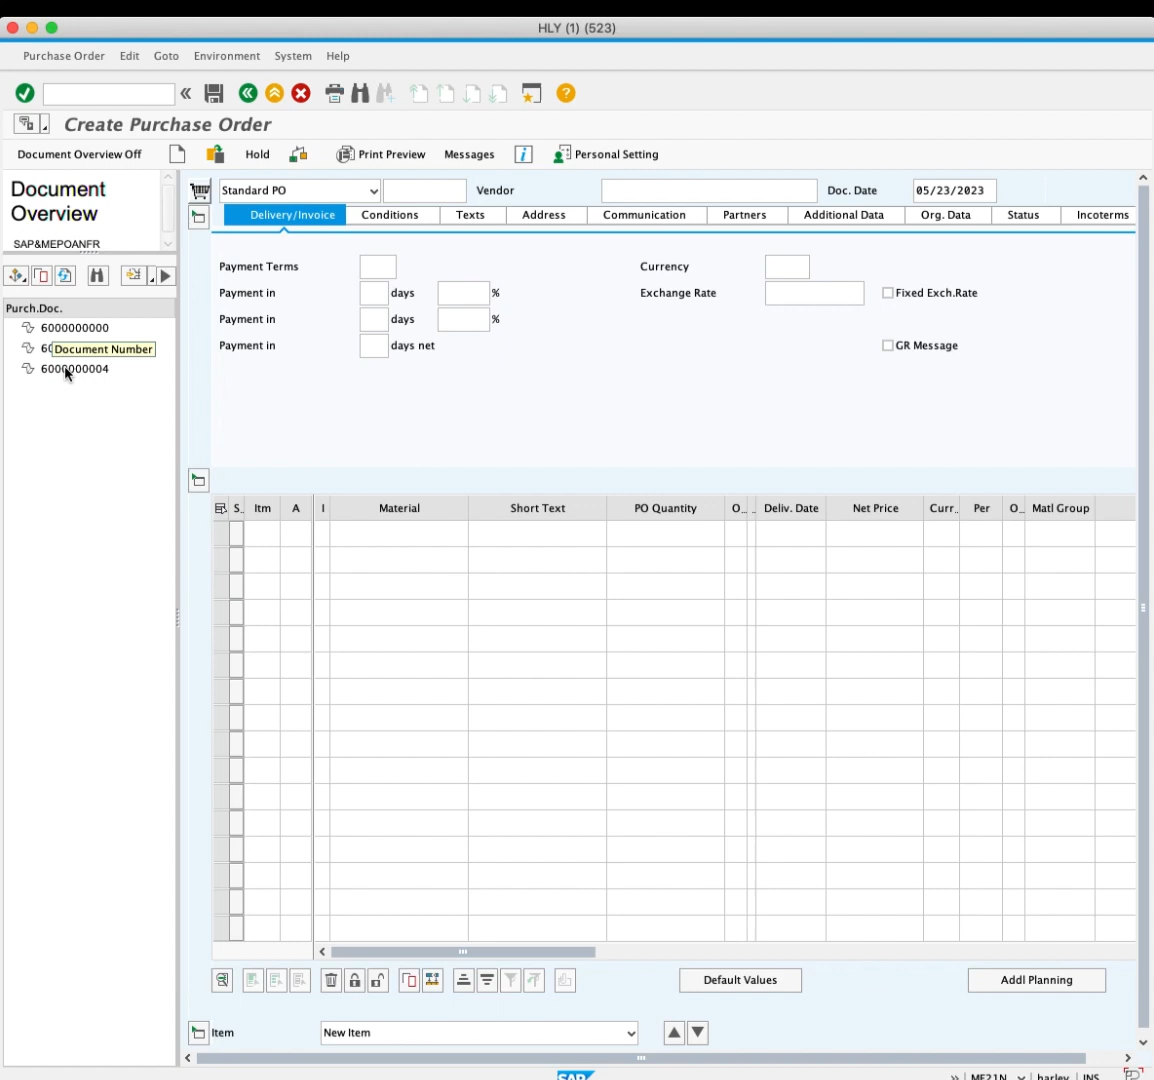 HLY (1) (523)
Purchase Order Edit Goto Environment System Help
Create Purchase Order
Document Overview Off Hold Print Preview Messages Personal Setting
Document
Overview
SAP&MEPOANFR
Purch.Doc.
6000000000
60
Document Number
6000000004
Standard PO Vendor Doc. Date 05/23/2023
Delivery/Invoice Conditions Texts Address Communication Partners Additional Data Org. Data Status Incoterms
Payment Terms Currency
Payment in days % Exchange Rate Fixed Exch.Rate
Payment in days %
Payment in days net GR Message
S.. Itm A I Material Short Text PO Quantity O... Deliv. Date Net Price Curr.. Per O... Matl Group
Default Values Addl Planning
Item New Item
SAP » ME21N harley INS